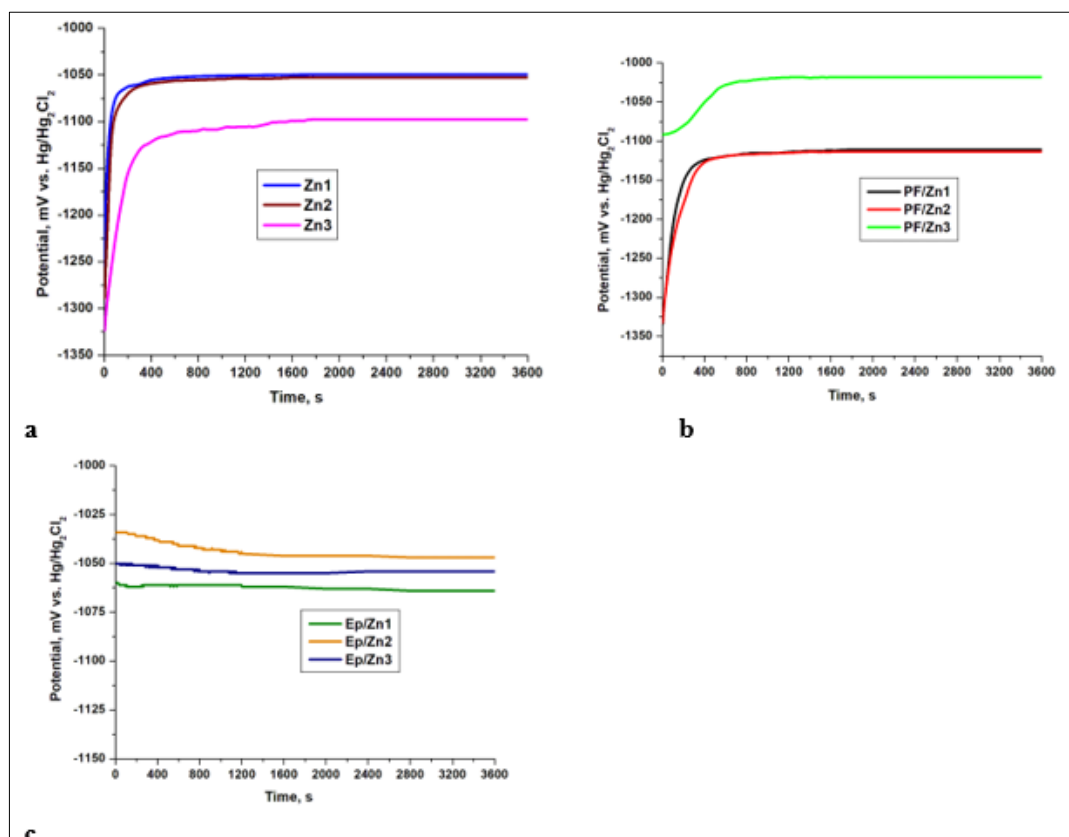 -1000
-1050
-1100
-1150
-1200
-1250
-1300
-1350
Potential, mV vs. Hg/Hg₂Cl₂
Zn1
Zn2
Zn3
0 400 800 1200 1600 2000 2400 2800 3200 3600
Time, s
a
-1000
-1050
-1100
-1150
-1200
-1250
-1300
-1350
Potential, mV vs. Hg/Hg₂Cl₂
PF/Zn1
PF/Zn2
PF/Zn3
0 400 800 1200 1600 2000 2400 2800 3200 3600
Time, s
b
-1000
-1025
-1050
-1075
-1100
-1125
-1150
Potential, mV vs. Hg/Hg₂Cl₂
Ep/Zn1
Ep/Zn2
Ep/Zn3
0 400 800 1200 1600 2000 2400 2800 3200 3600
Time, s